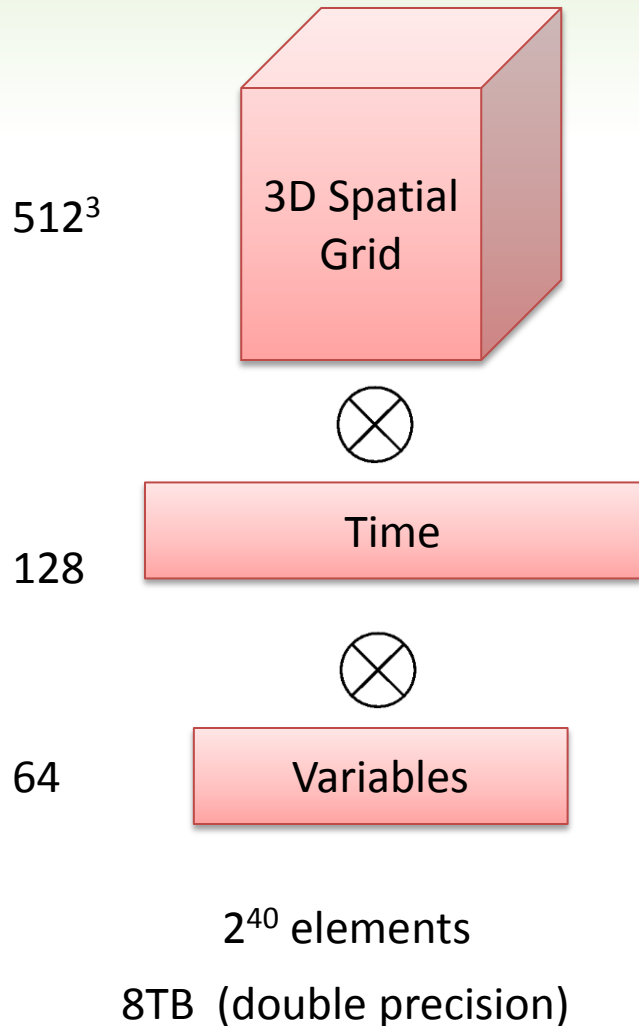 512³
3D Spatial
Grid
Time
128
64
Variables
2⁴⁰ elements
8TB (double precision)